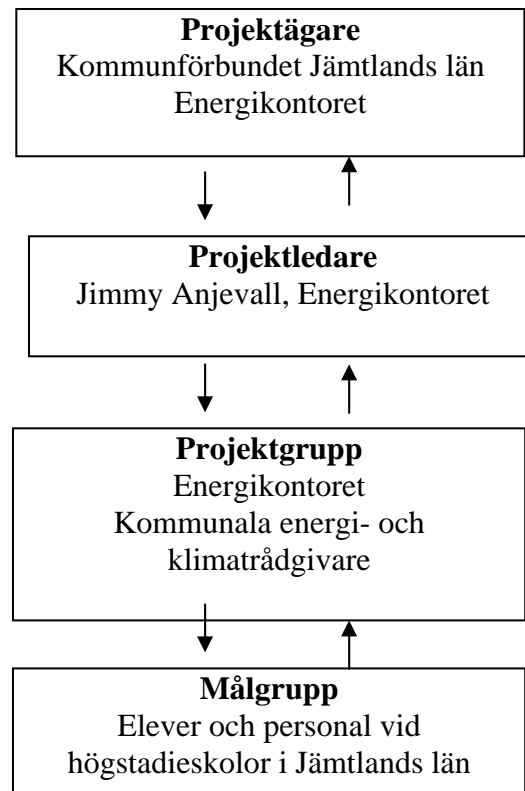 Projektägare
Kommunförbundet Jämtlands län
Energikontoret
Projektledare
Jimmy Anjevall, Energikontoret
Projektgrupp
Energikontoret
Kommunala energi- och
klimatrådgivare
Målgrupp
Elever och personal vid
högstadieskolor i Jämtlands län